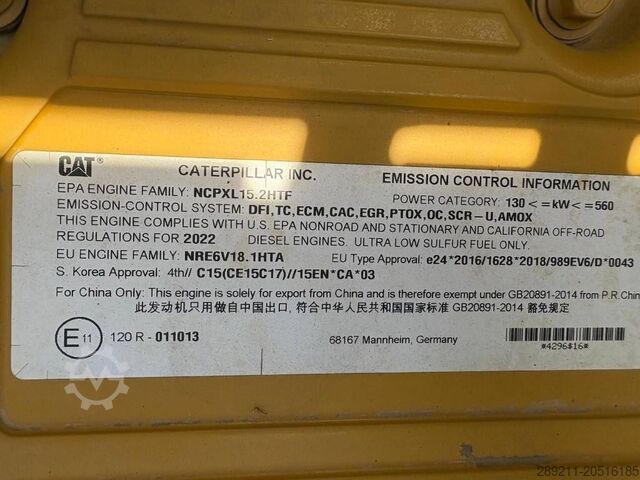 CAT CATERPILLAR INC. EMISSION CONTROL INFORMATION
EPA ENGINE FAMILY: NCPXL15.2HTF POWER CATEGORY: 130 <=kW <=560
EMISSION-CONTROL SYSTEM: DFI,TC,ECM,CAC,EGR,PTOX,OC,SCR-U,AMOX
THIS ENGINE COMPLIES WITH U.S EPA NONROAD AND STATIONARY AND CALIFORNIA OFF-ROAD
REGULATIONS FOR 2022 DIESEL ENGINES. ULTRA LOW SULFUR FUEL ONLY.
EU ENGINE FAMILY: NRE6V18.1HTA EU Type Approval: e24*2016/1628*2018/989EV6/D*0043
S. Korea Approval: 4th// C15(CE15C17)//15EN*CA*03
For China Only: This engine is solely for export from China and and therefore conforms under GB20891-2014 from P.R.Chin
此发动机只用做自中国出口, 符合中华人民共和国国家标准 GB20891-2014 豁免规定
E11 120 R - 011013 68167 Mannheim, Germany
*4296$16*
289211-20516185